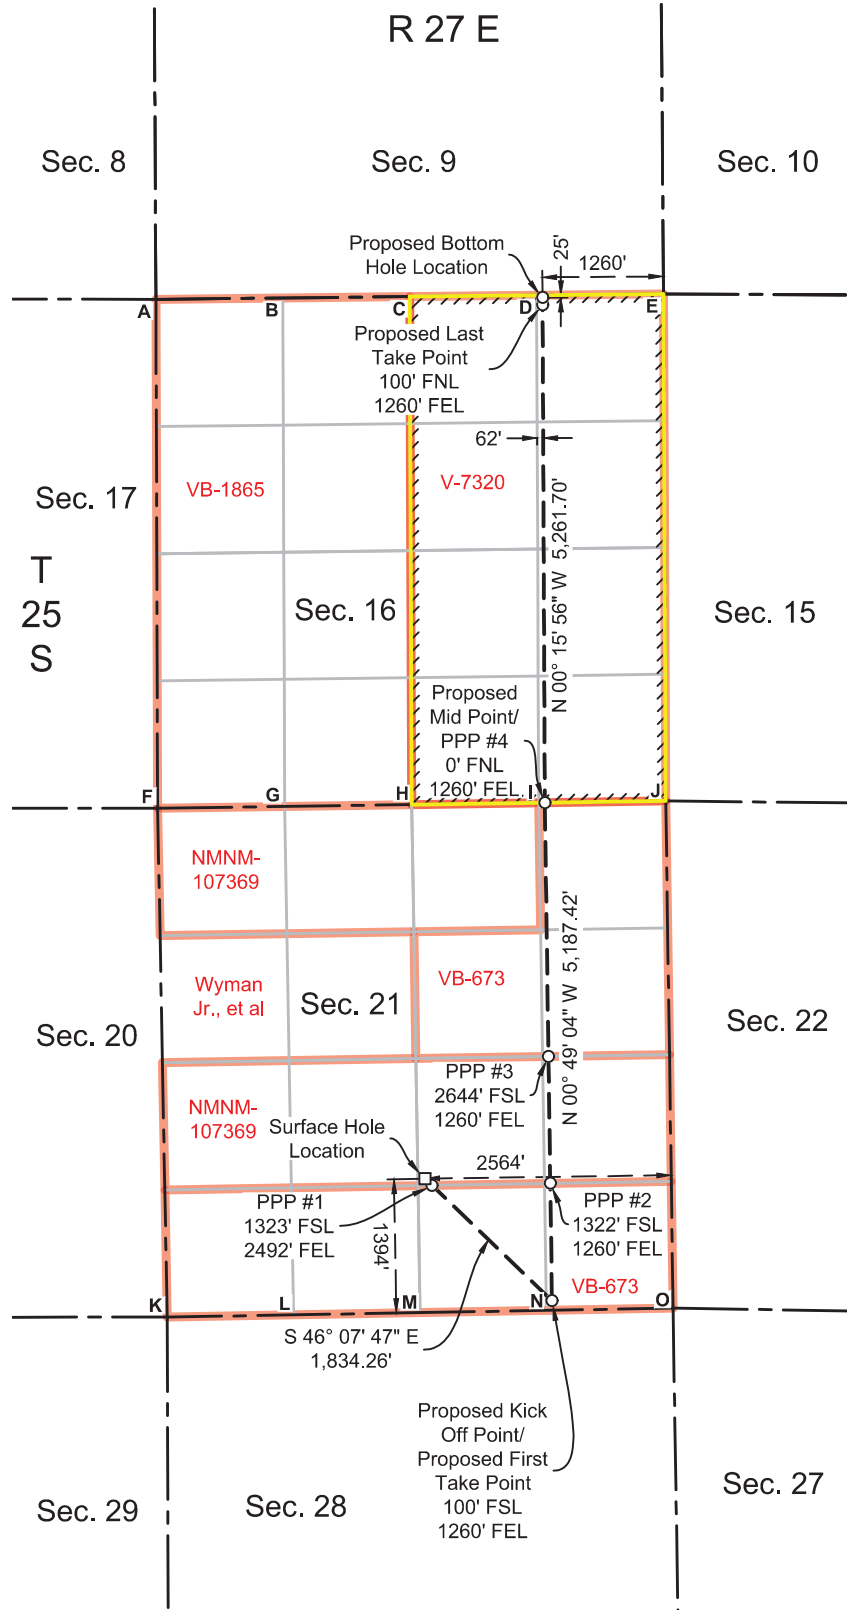 R 27 E
Sec. 8
Sec. 9
Sec. 10
Proposed Bottom
Hole Location
25'
1260'
A
B
C
D
E
Proposed Last
Take Point
100' FNL
1260' FEL
62'
VB-1865
V-7320
Sec. 17
N 00° 15' 56" W 5,261.70'
T
25
S
Sec. 16
Sec. 15
Proposed
Mid Point/
PPP #4
0' FNL
1260' FEL
F
G
H
I
J
NMNM-
107369
N 00° 49' 04" W 5,187.42'
Wyman
Jr., et al
VB-673
Sec. 21
Sec. 20
Sec. 22
PPP #3
2644' FSL
1260' FEL
NMNM-
107369
Surface Hole
Location
2564'
PPP #1
1323' FSL
2492' FEL
1394'
PPP #2
1322' FSL
1260' FEL
VB-673
K
L
M
N
O
S 46° 07' 47" E
1,834.26'
Proposed Kick
Off Point/
Proposed First
Take Point
100' FSL
1260' FEL
Sec. 29
Sec. 28
Sec. 27